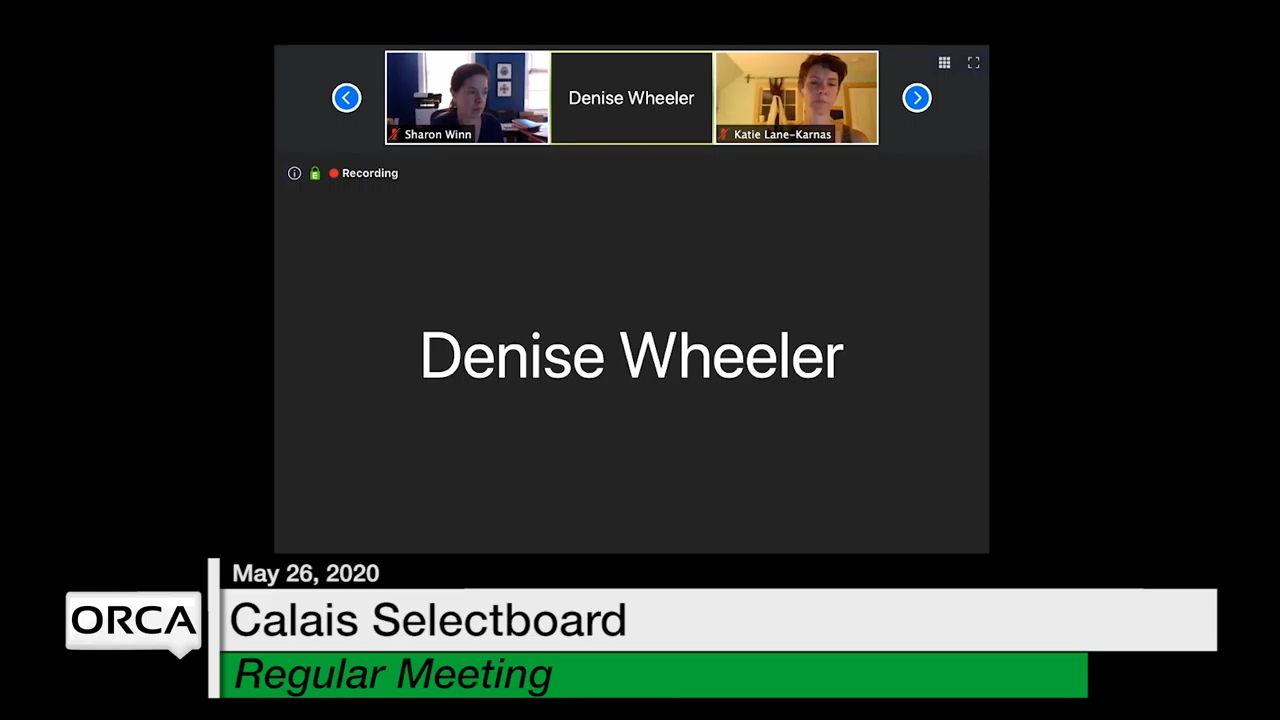 Denise Wheeler
Sharon Winn
Katie Lane-Karnas
Recording
Denise Wheeler
May 26, 2020
ORCA
Calais Selectboard
Regular Meeting